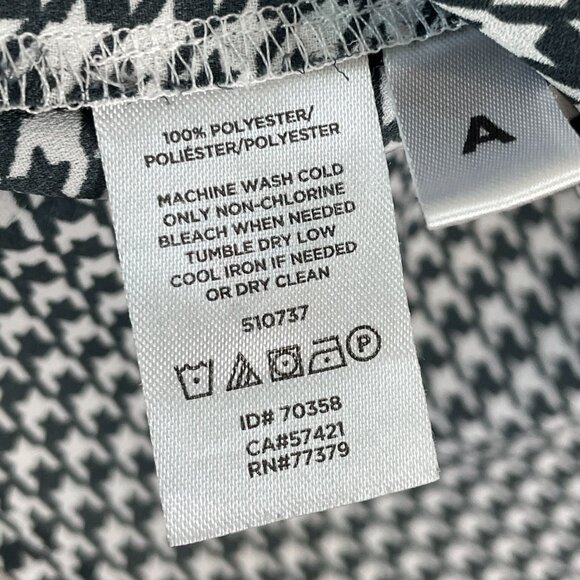 100% POLYESTER/
POLIÉSTER/POLYESTER
MACHINE WASH COLD
ONLY NON-CHLORINE
BLEACH WHEN NEEDED
TUMBLE DRY LOW
COOL IRON IF NEEDED
OR DRY CLEAN
510737
P
ID# 70358
CA#57421
RN#77379
A